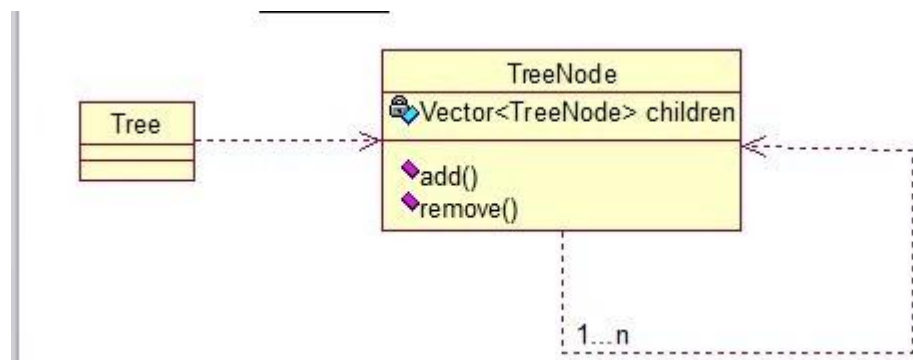 TreeNode
Tree
Vector<TreeNode> children
add()
remove()
1...n